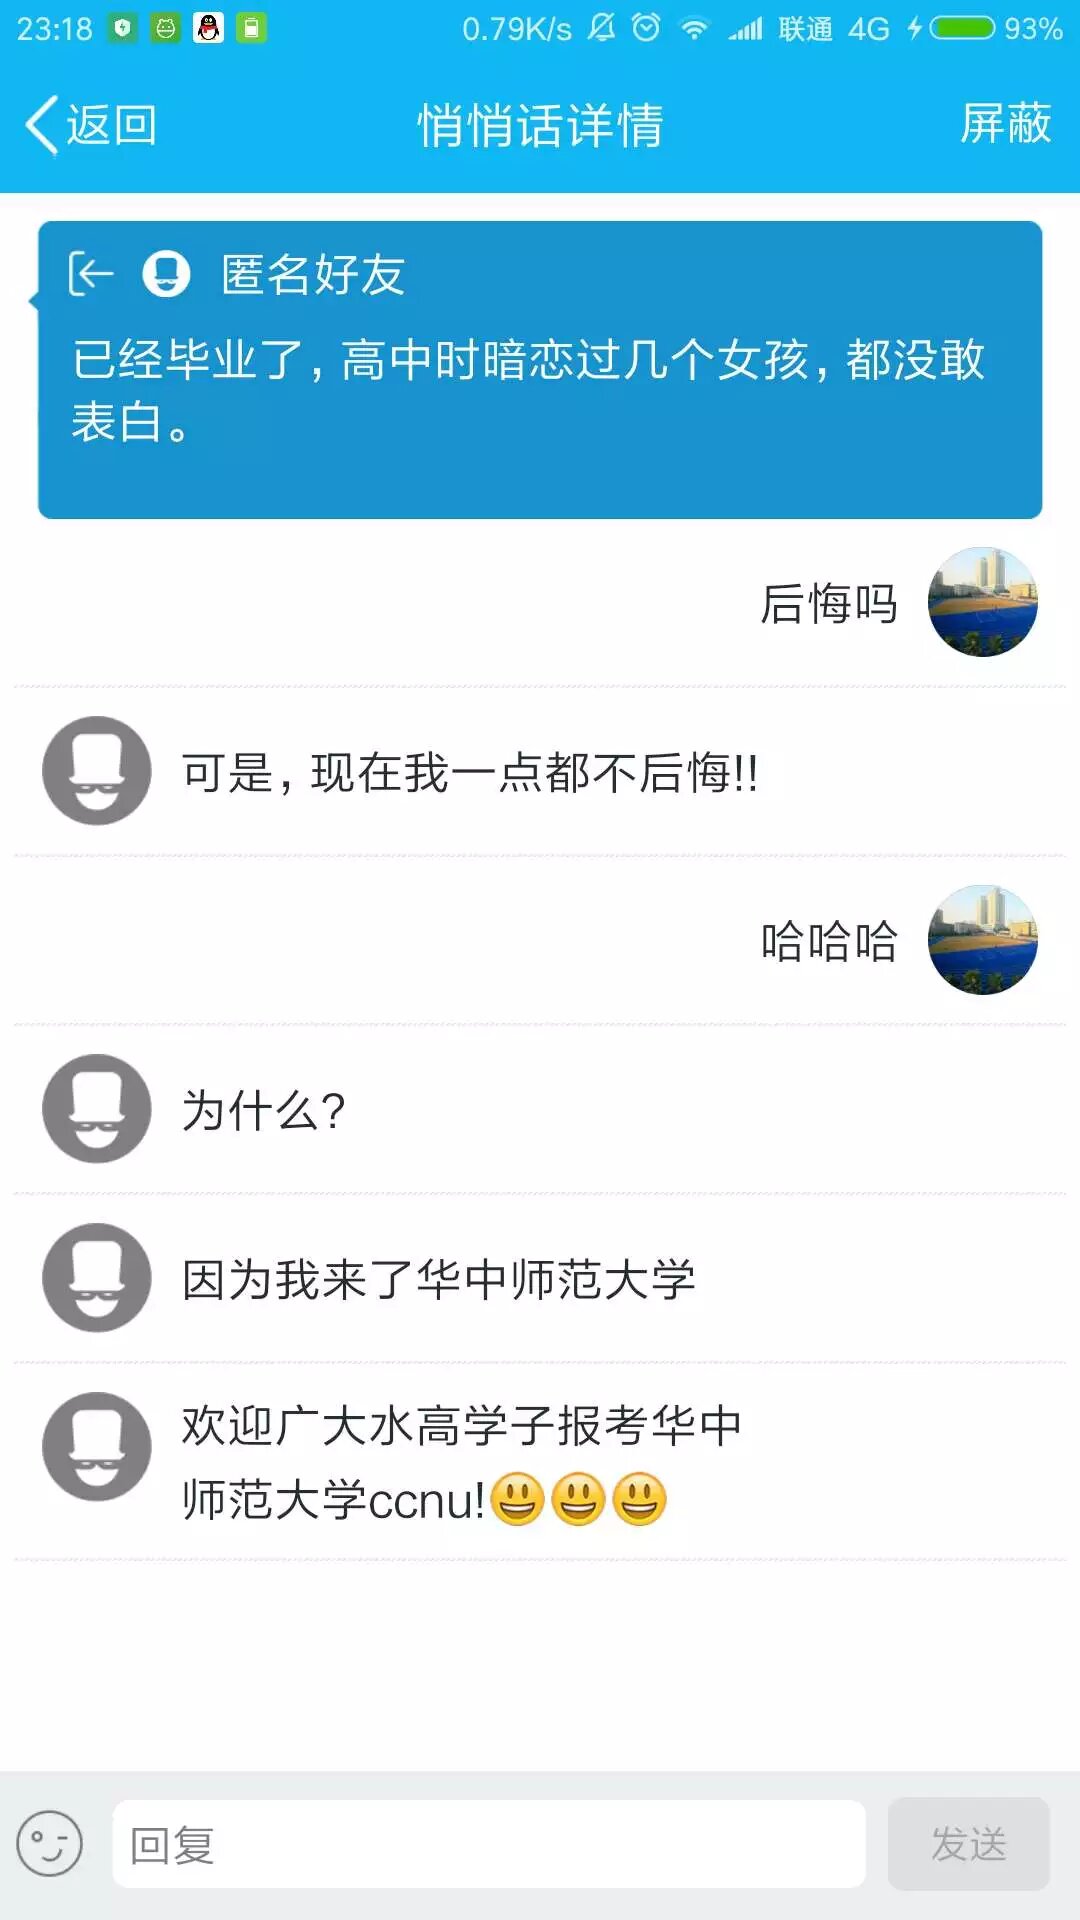 23:18 0.79K/s 联通 4G 93%
返回 悄悄话详情 屏蔽
匿名好友
已经毕业了,高中时暗恋过几个女孩,都没敢
表白。
后悔吗
可是,现在我一点都不后悔!!
哈哈哈
为什么?
因为我来了华中师范大学
欢迎广大水高学子报考华中
师范大学ccnu!😃😃😃
回复 发送